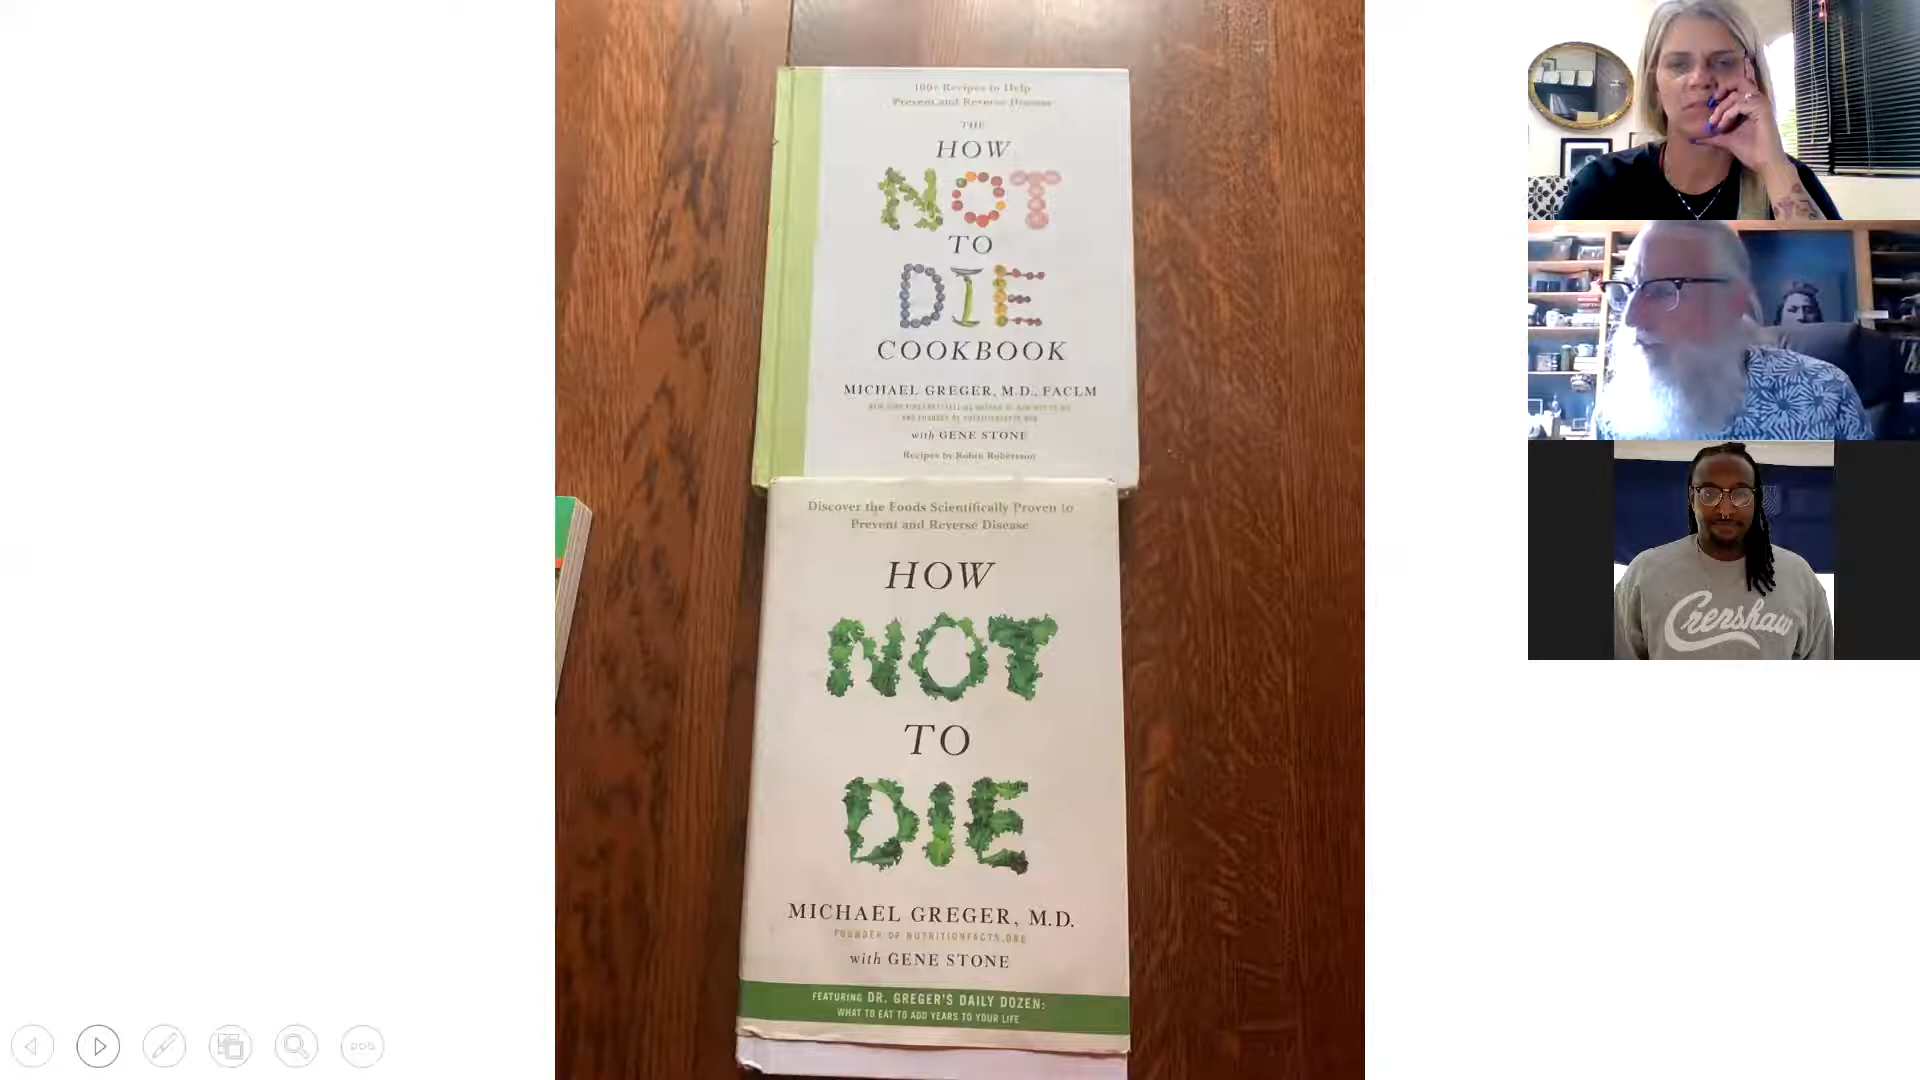 100+ Recipes to Help
Prevent and Reverse Disease
THE
HOW
NOT
TO
DIE
COOKBOOK
MICHAEL GREGER, M.D., FACLM
with GENE STONE
Recipes by Robin Robertson
Discover the Foods Scientifically Proven to
Prevent and Reverse Disease
HOW
NOT
TO
DIE
MICHAEL GREGER, M.D.
FOUNDER OF NUTRITIONFACTS.ORG
with GENE STONE
FEATURING DR. GREGER'S DAILY DOZEN:
WHAT TO EAT TO ADD YEARS TO YOUR LIFE
Crenshaw